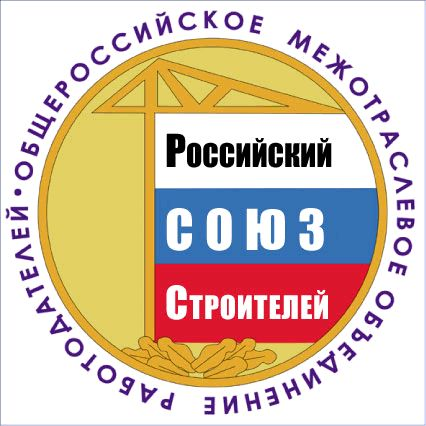 ОБЩЕРОССИЙСКОЕ МЕЖОТРАСЛЕВОЕ ОБЪЕДИНЕНИЕ РАБОТОДАТЕЛЕЙ •
Российский
СОЮЗ
Строителей